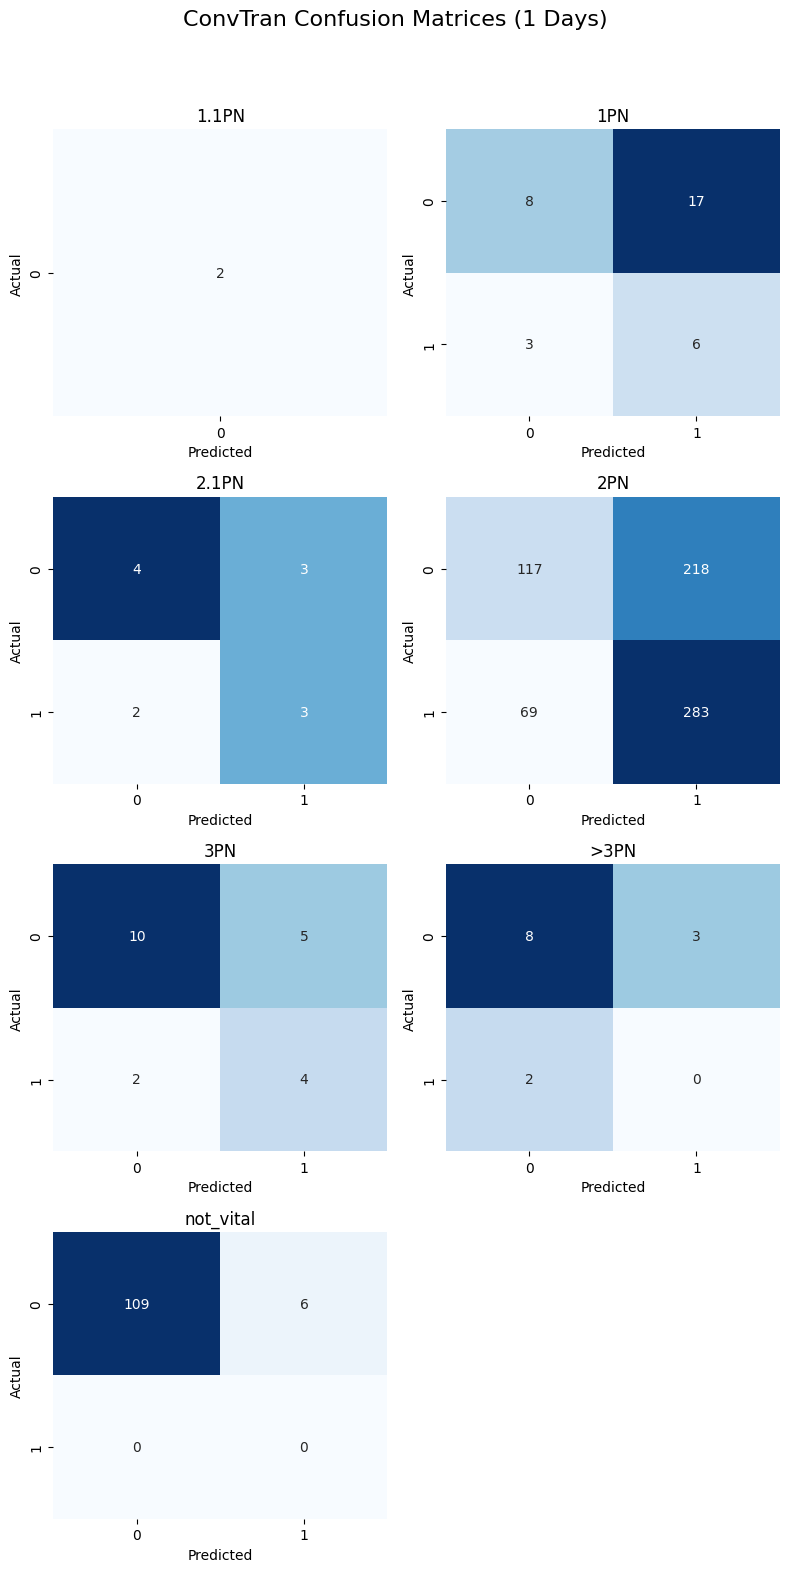 ConvTran Confusion Matrices (1 Days)
1.1PN
Actual
0
2
0
Predicted
1PN
Actual
0
8
17
1
3
6
0
1
Predicted
2.1PN
Actual
0
4
3
1
2
3
0
1
Predicted
2PN
Actual
0
117
218
1
69
283
0
1
Predicted
3PN
Actual
0
10
5
1
2
4
0
1
Predicted
>3PN
Actual
0
8
3
1
2
0
0
1
Predicted
not_vital
Actual
0
109
6
1
0
0
0
1
Predicted